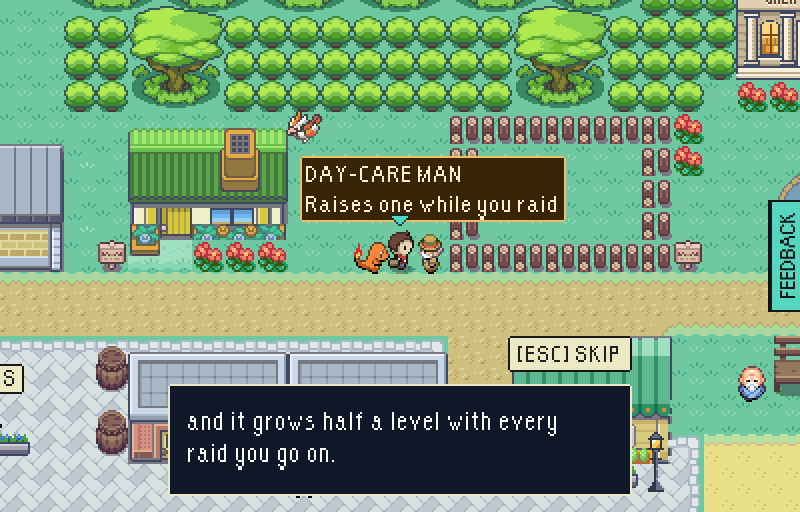 DAY-CARE MAN
Raises one while you raid
FEEDBACK
[ESC] SKIP
S
and it grows half a level with every
raid you go on.